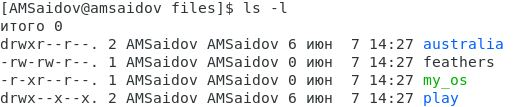 [AMSaidov@amsaidov files]$ ls -l
итого 0
drwxr--r--. 2 AMSaidov AMSaidov 6 июн  7 14:27 australia
-rw-rw-r--. 1 AMSaidov AMSaidov 0 июн  7 14:27 feathers
-r-xr--r--. 1 AMSaidov AMSaidov 0 июн  7 14:27 my_os
drwx--x--x. 2 AMSaidov AMSaidov 6 июн  7 14:27 play